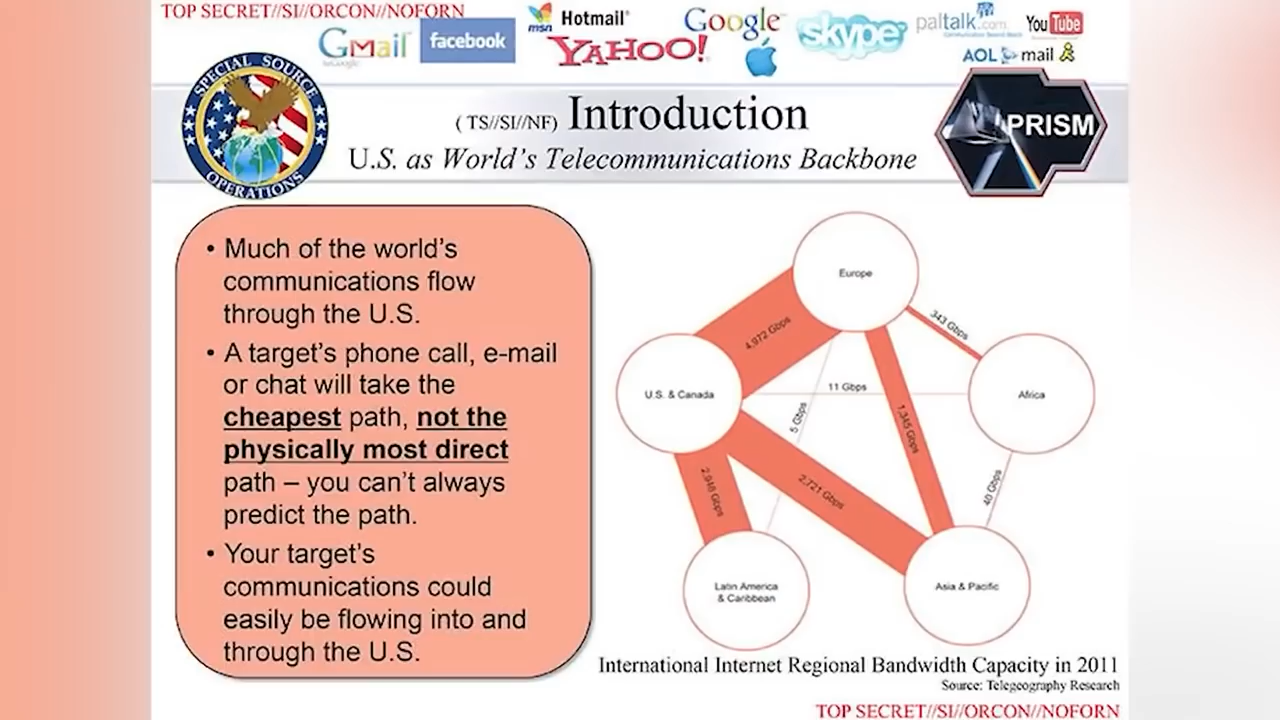 TOP SECRET//SI//ORCON//NOFORN
Gmail
facebook
msn Hotmail
YAHOO!
Google
skype
paltalk.com
You Tube
AOL mail
SPECIAL SOURCE
OPERATIONS
( TS//SI//NF) Introduction
U.S. as World's Telecommunications Backbone
PRISM
• Much of the world's
communications flow
through the U.S.
• A target's phone call, e-mail
or chat will take the
cheapest path, not the
physically most direct
path – you can't always
predict the path.
• Your target's
communications could
easily be flowing into and
through the U.S.
Europe
4,972 Gbps
343 Gbps
U.S. & Canada
11 Gbps
Africa
5 Gbps
1,345 Gbps
2,946 Gbps
2,721 Gbps
40 Gbps
Latin America
& Caribbean
Asia & Pacific
International Internet Regional Bandwidth Capacity in 2011
Source: Telegeography Research
TOP SECRET//SI//ORCON//NOFORN